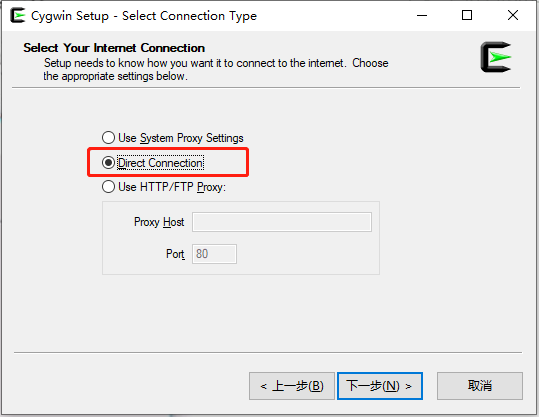 Cygwin Setup - Select Connection Type
Select Your Internet Connection
Setup needs to know how you want it to connect to the internet. Choose
the appropriate settings below.
Use System Proxy Settings
Direct Connection
Use HTTP/FTP Proxy:
Proxy Host
Port 80
< 上一步(B) 下一步(N) > 取消